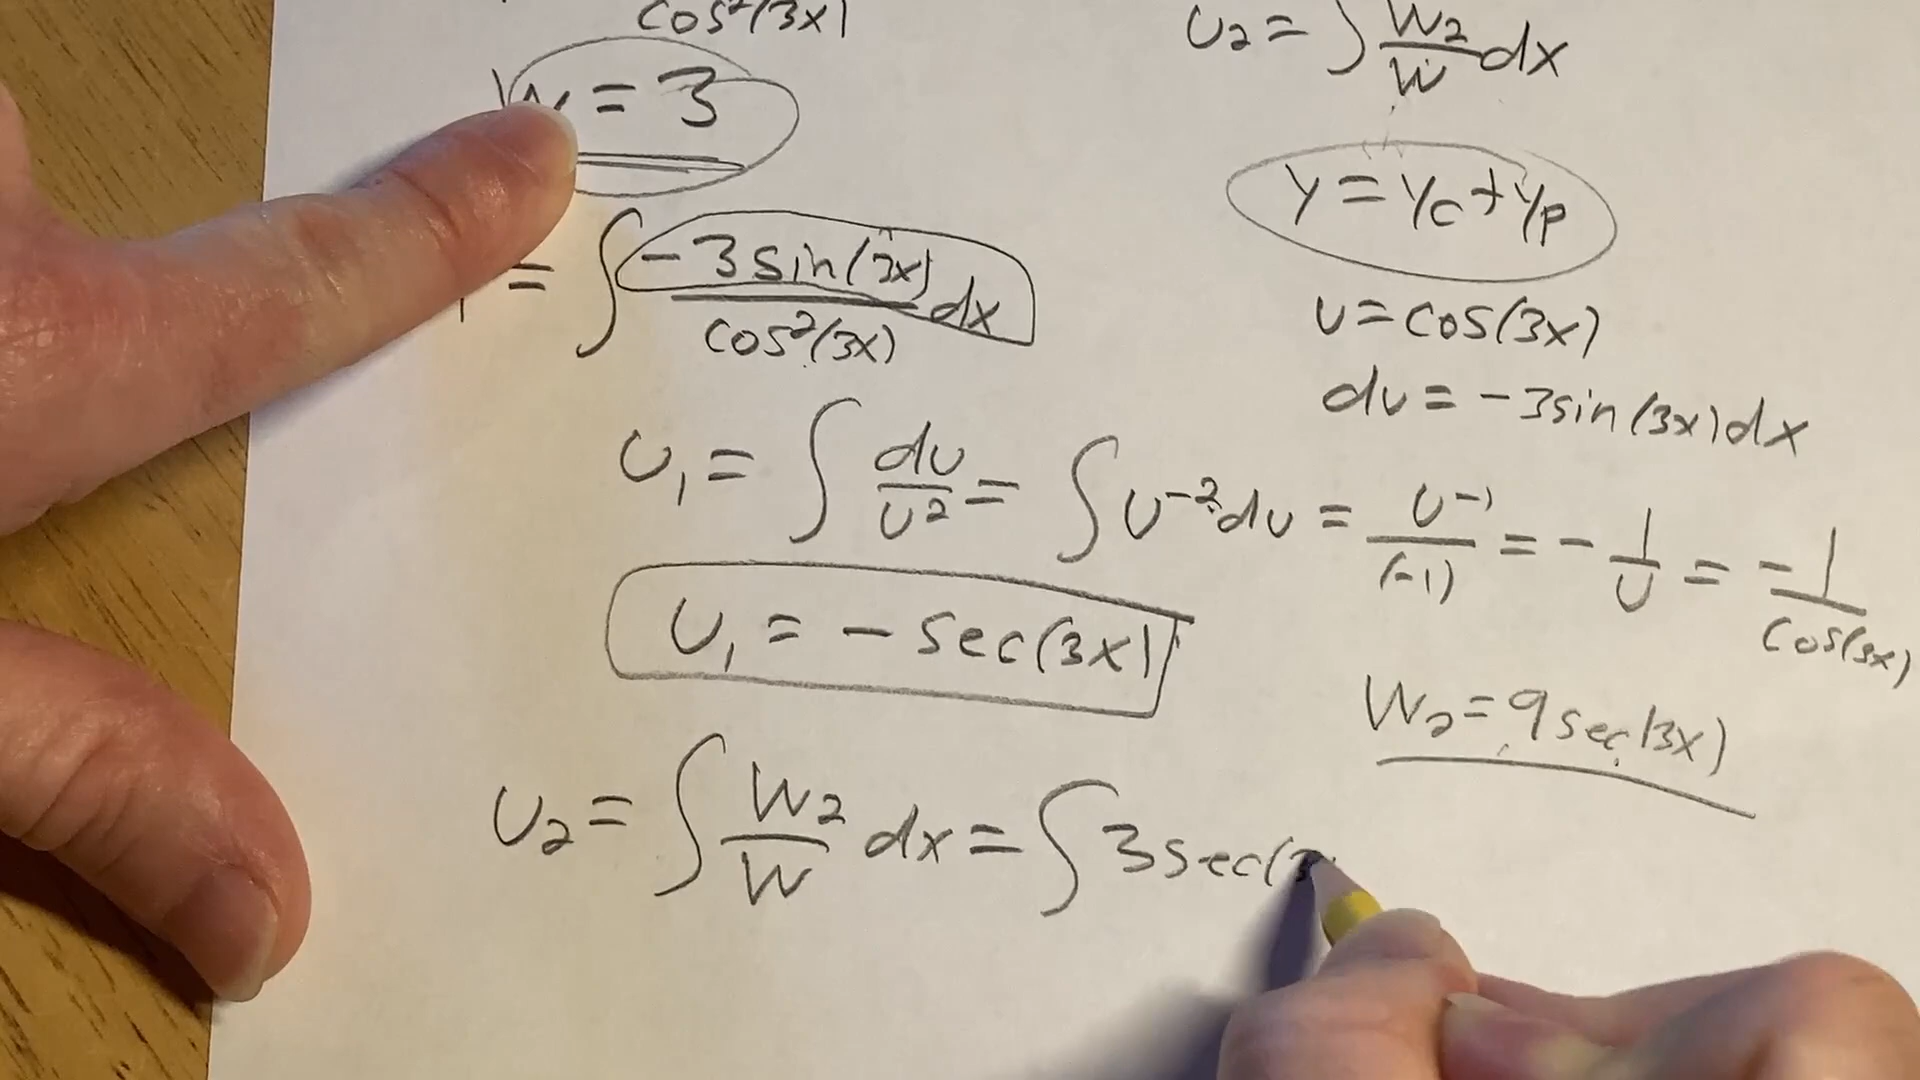 cos²(3x)
U₂ = ∫ W₂/W dx
W = 3
y = yc + yp
= ∫ -3sin(3x)/cos²(3x) dx
u = cos(3x)
du = -3sin(3x)dx
U₁ = ∫ du/u² = ∫ u⁻²du = u⁻¹/(-1) = -1/u = -1/cos(3x)
U₁ = -sec(3x)
W₂ = 9sec(3x)
U₂ = ∫ W₂/W dx = ∫ 3sec(3